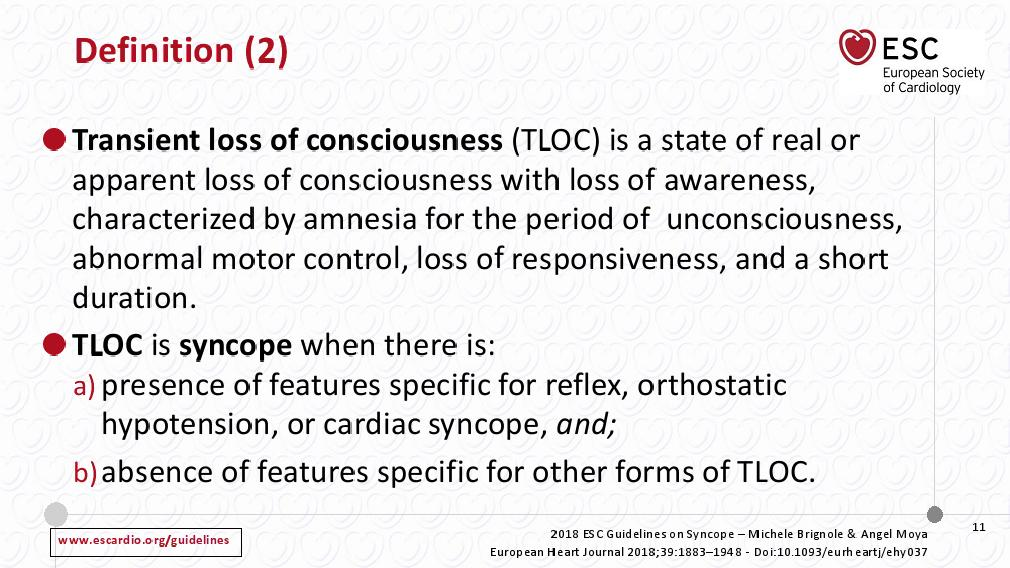 Definition (2)
ESC
European Society
of Cardiology
Transient loss of consciousness (TLOC) is a state of real or
apparent loss of consciousness with loss of awareness,
characterized by amnesia for the period of  unconsciousness,
abnormal motor control, loss of responsiveness, and a short
duration.
TLOC is syncope when there is:
a) presence of features specific for reflex, orthostatic
hypotension, or cardiac syncope, and;
b) absence of features specific for other forms of TLOC.
www.escardio.org/guidelines
2018 ESC Guidelines on Syncope – Michele Brignole & Angel Moya
European Heart Journal 2018;39:1883–1948 - Doi:10.1093/eurheartj/ehy037
11